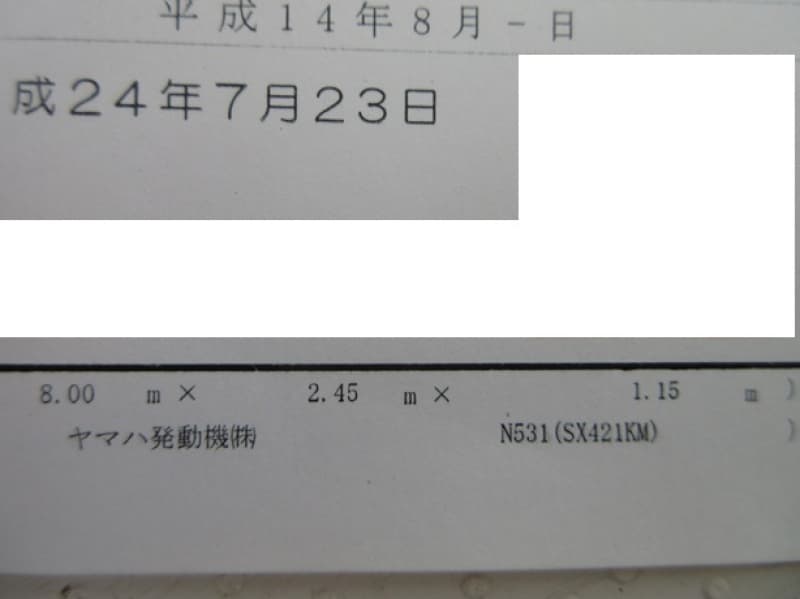 平成14年8月-日
成24年7月23日
8.00 m × 2.45 m × 1.15 m )
ヤマハ発動機㈱ N531(SX421KM) )